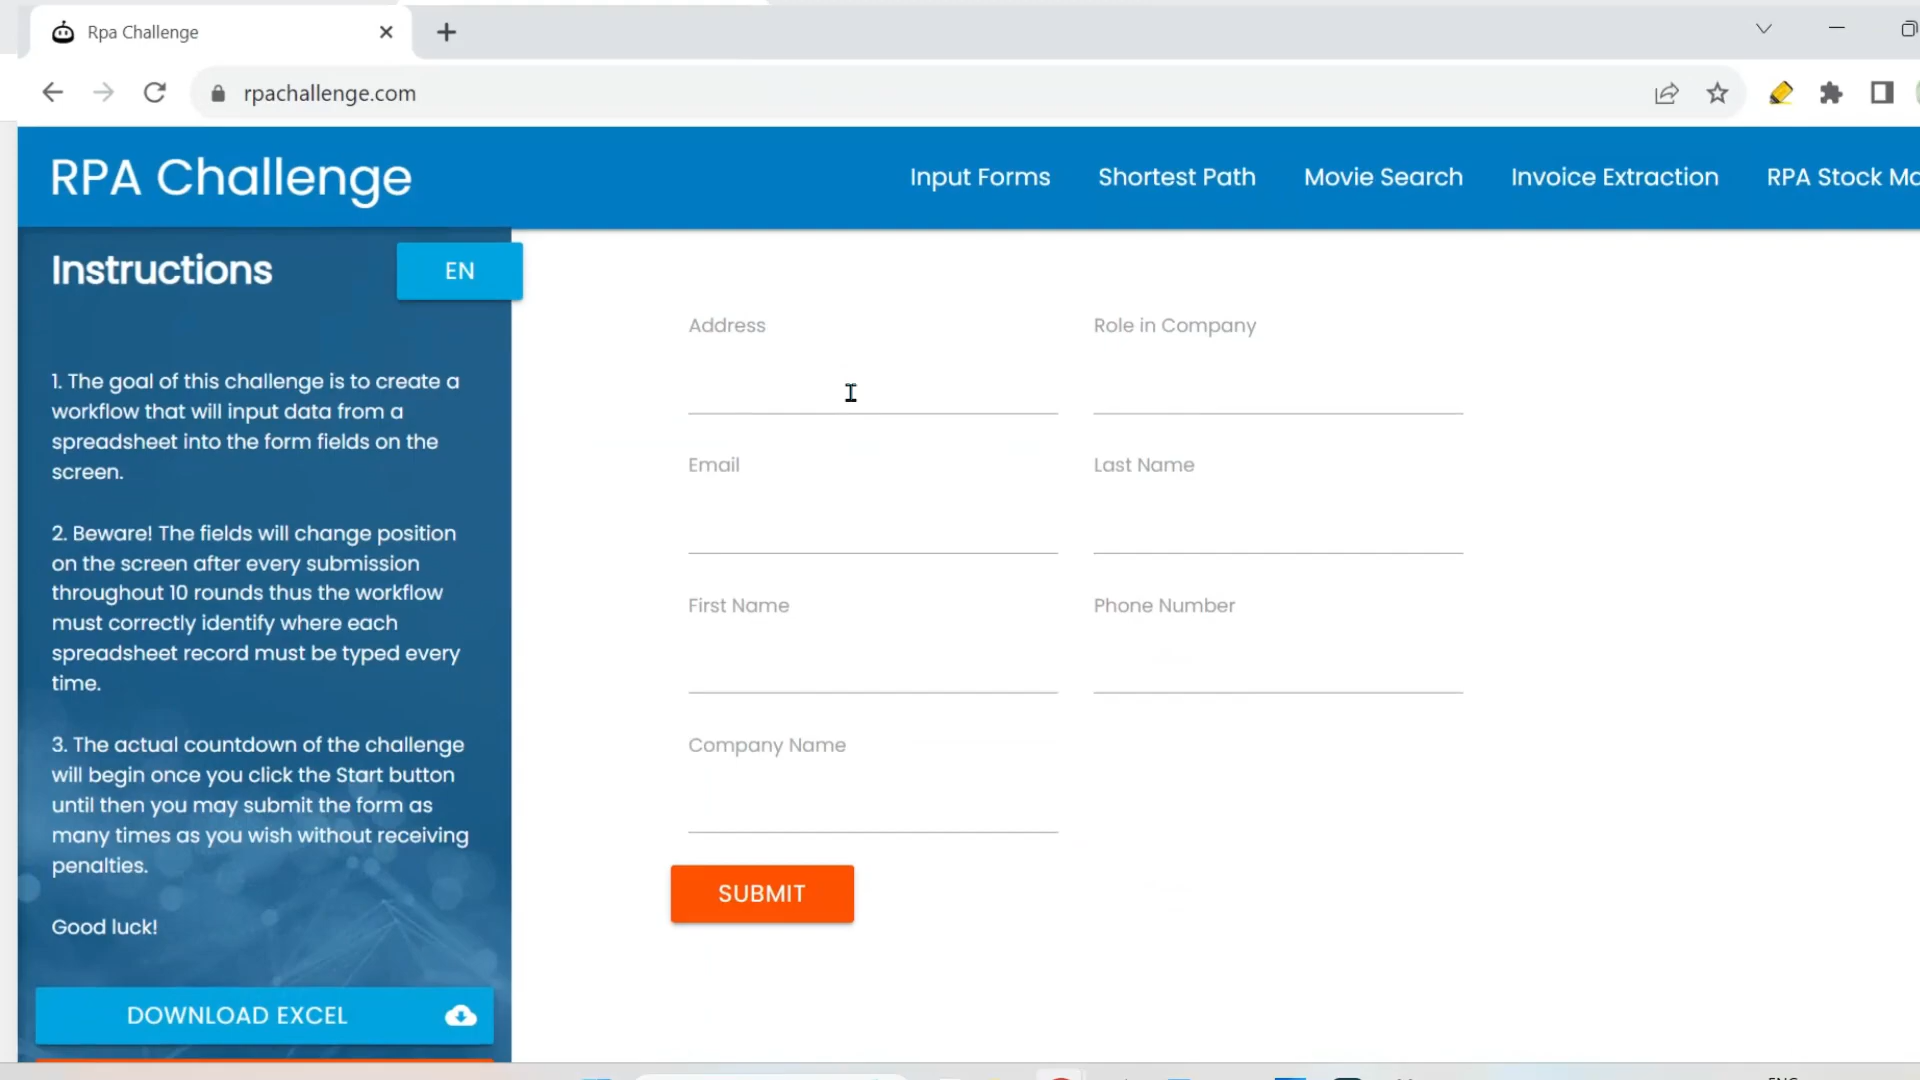 Rpa Challenge
rpachallenge.com
RPA Challenge
Input Forms
Shortest Path
Movie Search
Invoice Extraction
RPA Stock
Instructions
EN
1. The goal of this challenge is to create a
workflow that will input data from a
spreadsheet into the form fields on the
screen.
2. Beware! The fields will change position
on the screen after every submission
throughout 10 rounds thus the workflow
must correctly identify where each
spreadsheet record must be typed every
time.
3. The actual countdown of the challenge
will begin once you click the Start button
until then you may submit the form as
many times as you wish without receiving
penalties.
Good luck!
DOWNLOAD EXCEL
Address
Role in Company
Email
Last Name
First Name
Phone Number
Company Name
SUBMIT